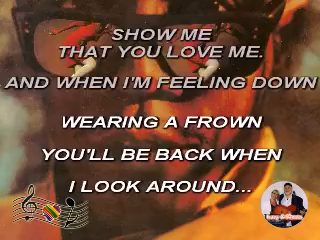 SHOW ME
THAT YOU LOVE ME.
AND WHEN I'M FEELING DOWN
WEARING A FROWN
YOU'LL BE BACK WHEN
I LOOK AROUND...